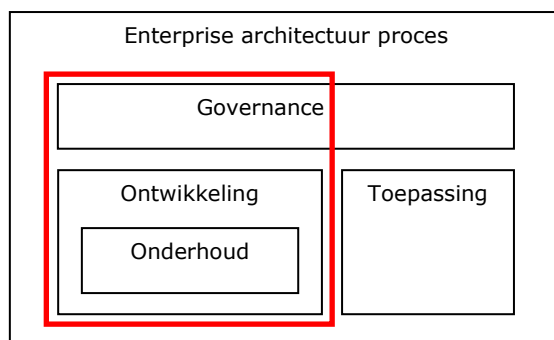 Enterprise architectuur proces
Governance
Ontwikkeling
Toepassing
Onderhoud